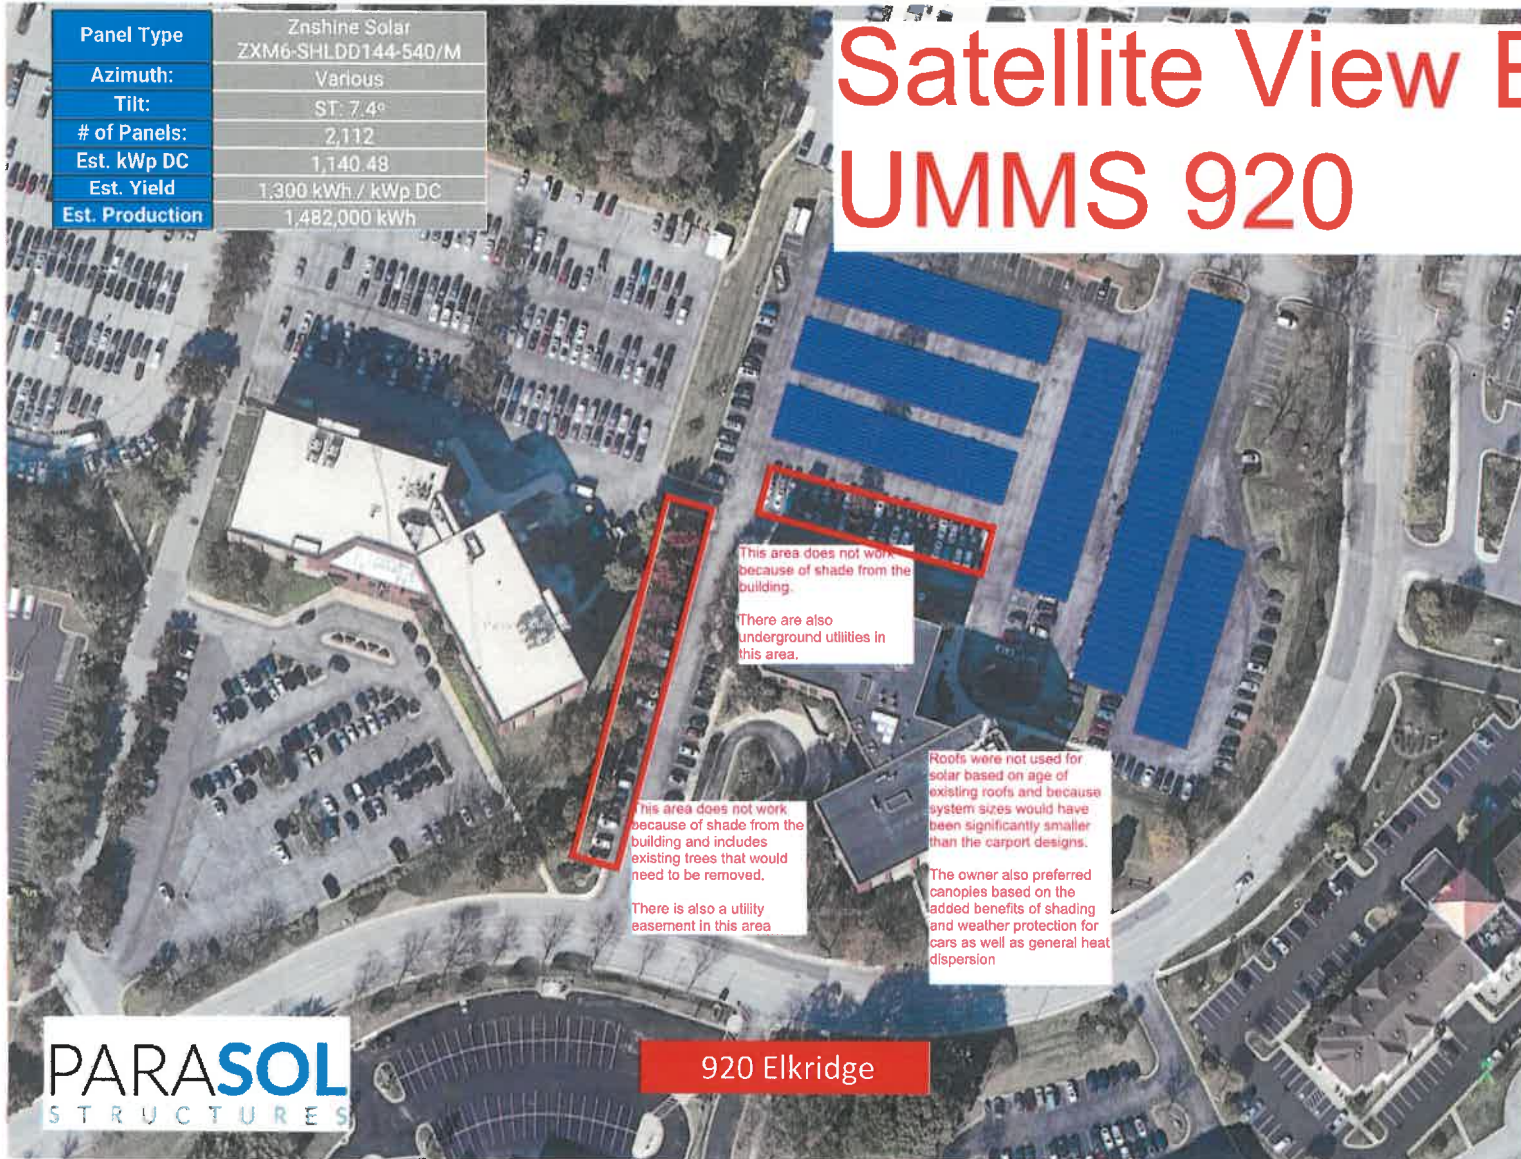 Panel Type
Znshine Solar
ZXM6-SHLDD144-540/M
Azimuth:
Various
Tilt:
ST: 7.4º
# of Panels:
2,112
Est. kWp DC
1,140.48
Est. Yield
1,300 kWh / kWp DC
Est. Production
1,482,000 kWh
Satellite View E
UMMS 920
This area does not work
because of shade from the
building.
There are also
underground utilities in
this area.
This area does not work
because of shade from the
building and includes
existing trees that would
need to be removed.
There is also a utility
easement in this area
Roofs were not used for
solar based on age of
existing roofs and because
system sizes would have
been significantly smaller
than the carport designs.
The owner also preferred
canopies based on the
added benefits of shading
and weather protection for
cars as well as general heat
dispersion
PARASOL
STRUCTURES
920 Elkridge